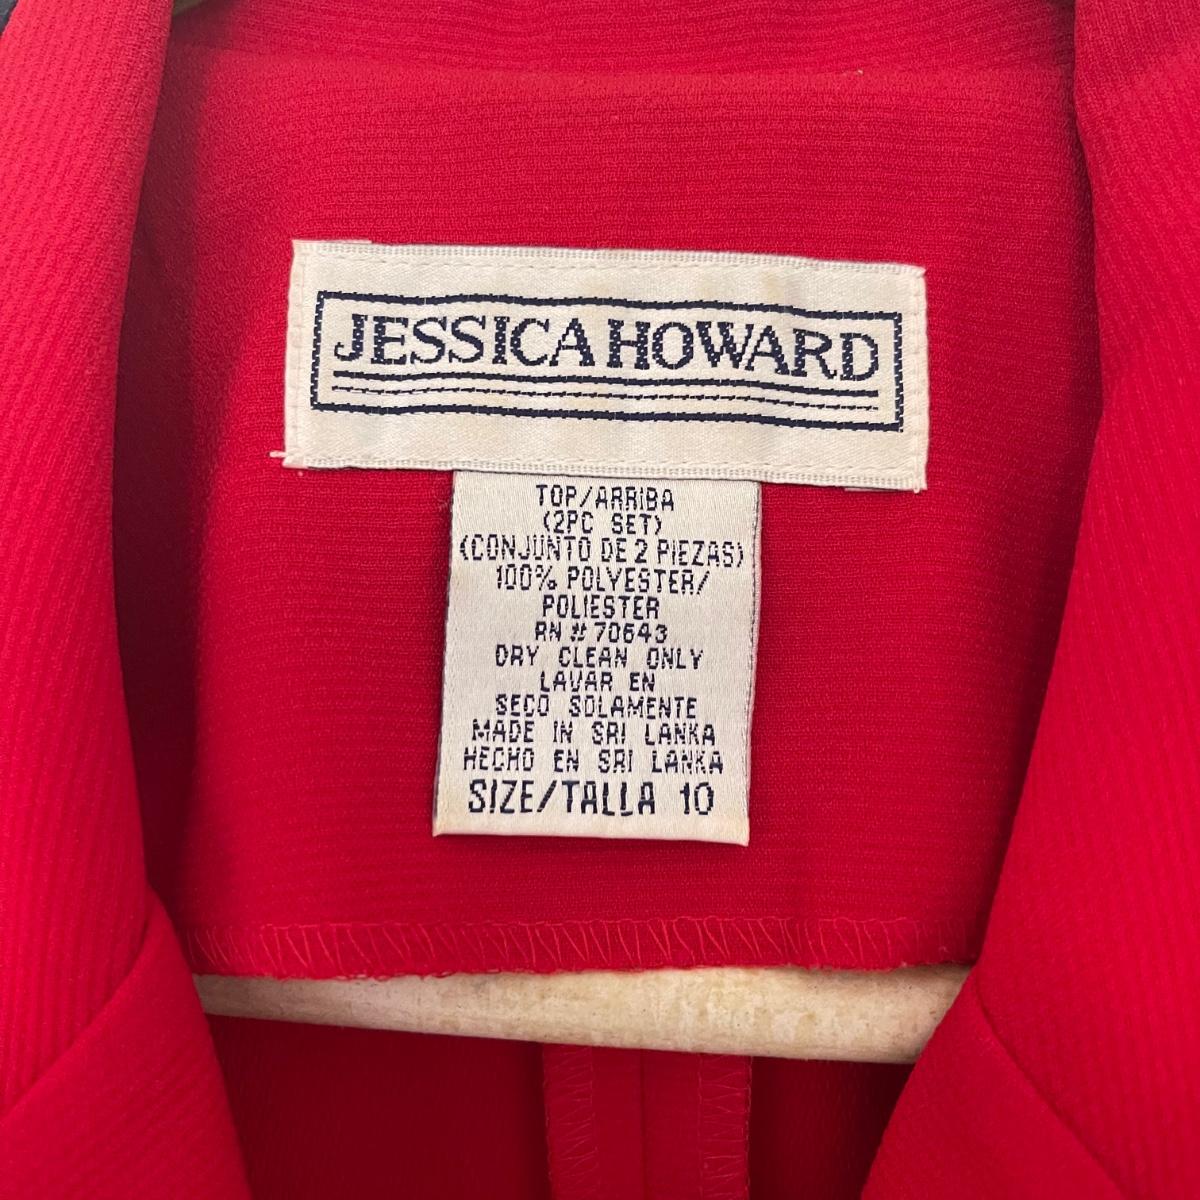 JESSICA HOWARD
TOP/ARRIBA
(2PC SET)
(CONJUNTO DE 2 PIEZAS)
100% POLYESTER/
POLIESTER
RN # 70643
DRY CLEAN ONLY
LAVAR EN
SECO SOLAMENTE
MADE IN SRI LANKA
HECHO EN SRI LANKA
SIZE/TALLA 10